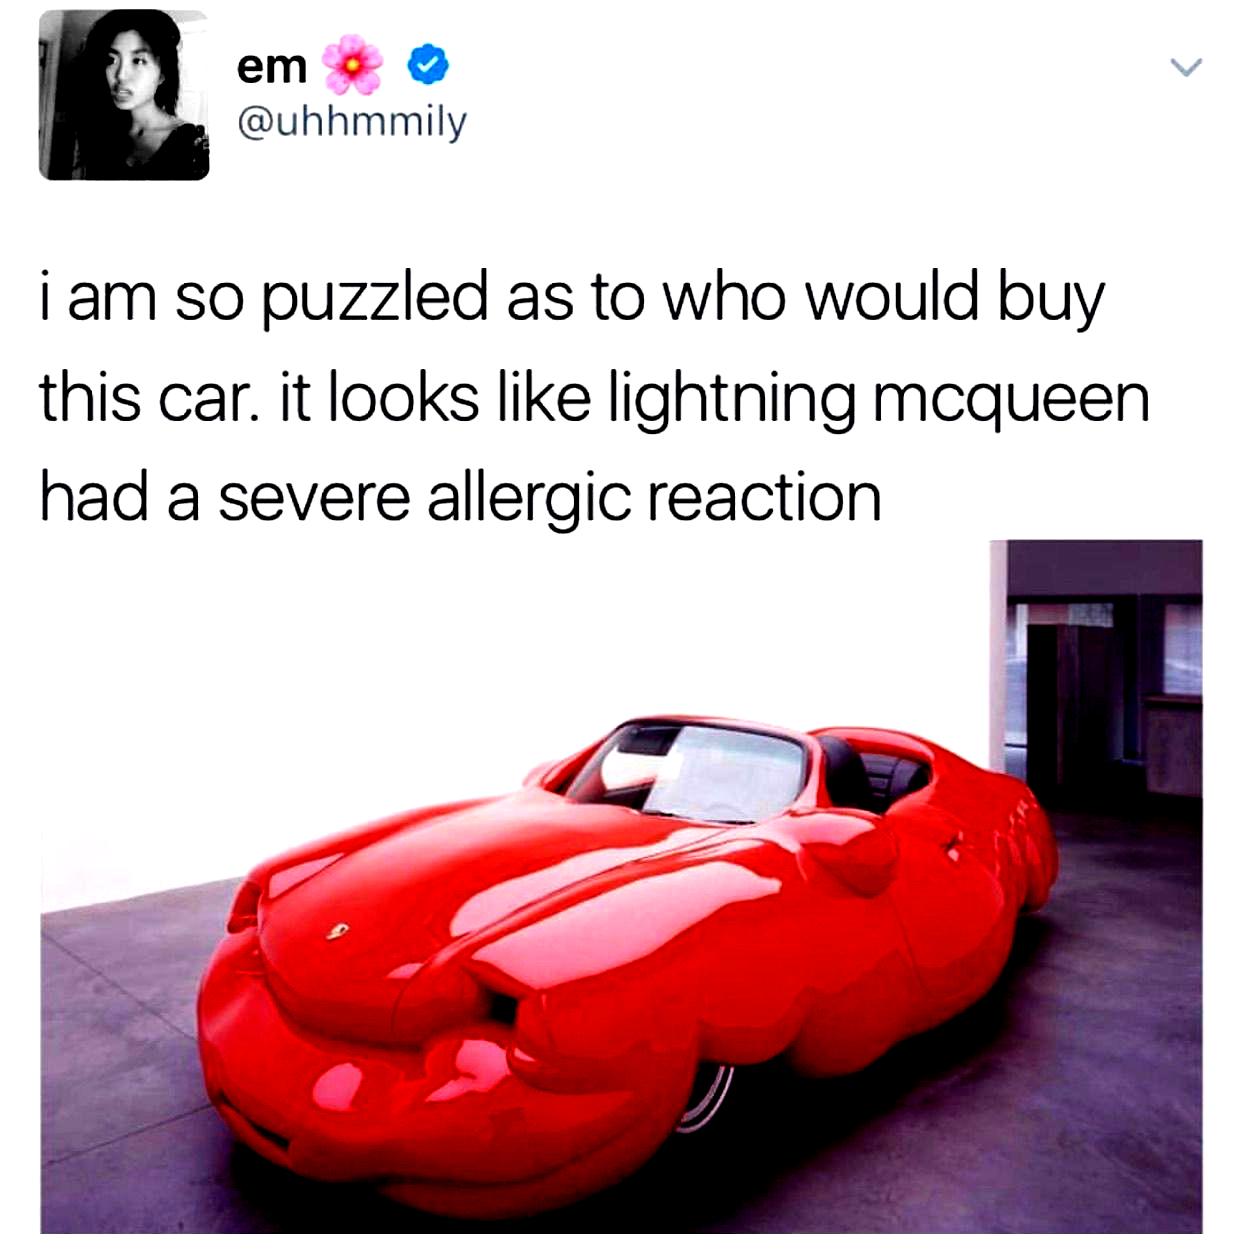 em 🌸
@uhhmmily
i am so puzzled as to who would buy
this car. it looks like lightning mcqueen
had a severe allergic reaction